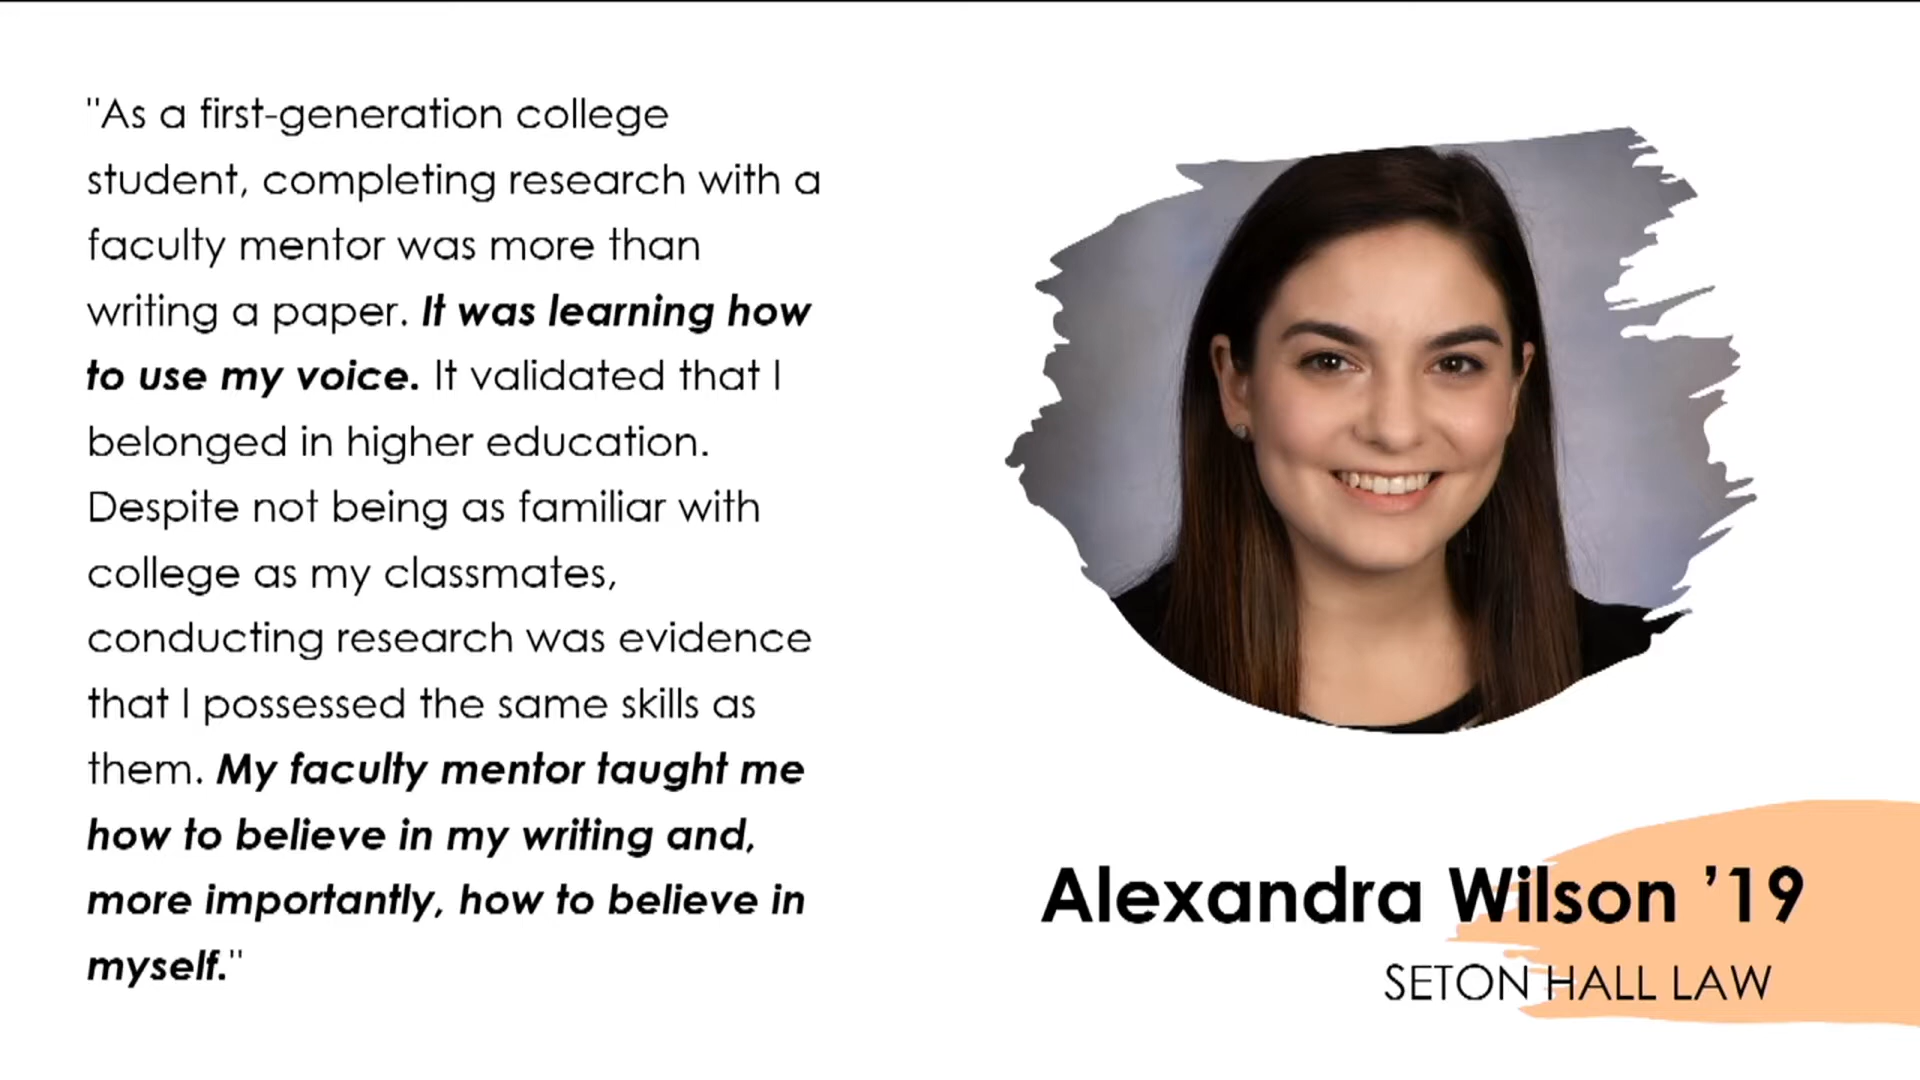 "As a first-generation college
student, completing research with a
faculty mentor was more than
writing a paper. It was learning how
to use my voice. It validated that I
belonged in higher education.
Despite not being as familiar with
college as my classmates,
conducting research was evidence
that I possessed the same skills as
them. My faculty mentor taught me
how to believe in my writing and,
more importantly, how to believe in
myself."
Alexandra Wilson ’19
SETON HALL LAW